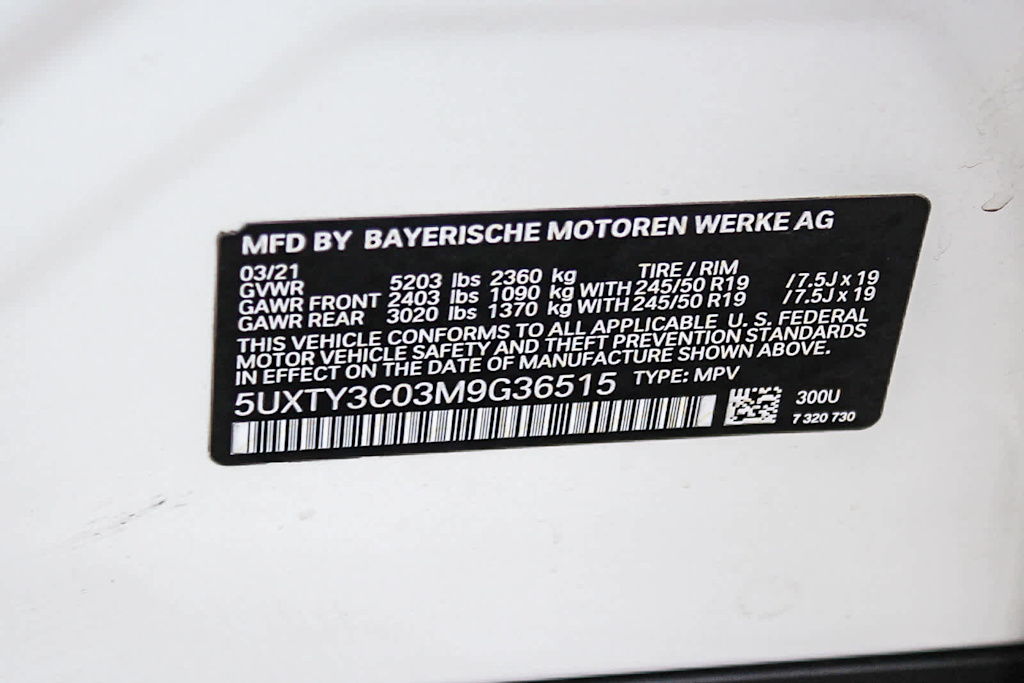 MFD BY BAYERISCHE MOTOREN WERKE AG
03/21 TIRE / RIM
GVWR 5203 lbs 2360 kg
GAWR FRONT 2403 lbs 1090 kg WITH 245/50 R19 / 7.5J x 19
GAWR REAR 3020 lbs 1370 kg WITH 245/50 R19 / 7.5J x 19
THIS VEHICLE CONFORMS TO ALL APPLICABLE U. S. FEDERAL
MOTOR VEHICLE SAFETY AND THEFT PREVENTION STANDARDS
IN EFFECT ON THE DATE OF MANUFACTURE SHOWN ABOVE.
5UXTY3C03M9G36515 TYPE: MPV
300U
7 320 730